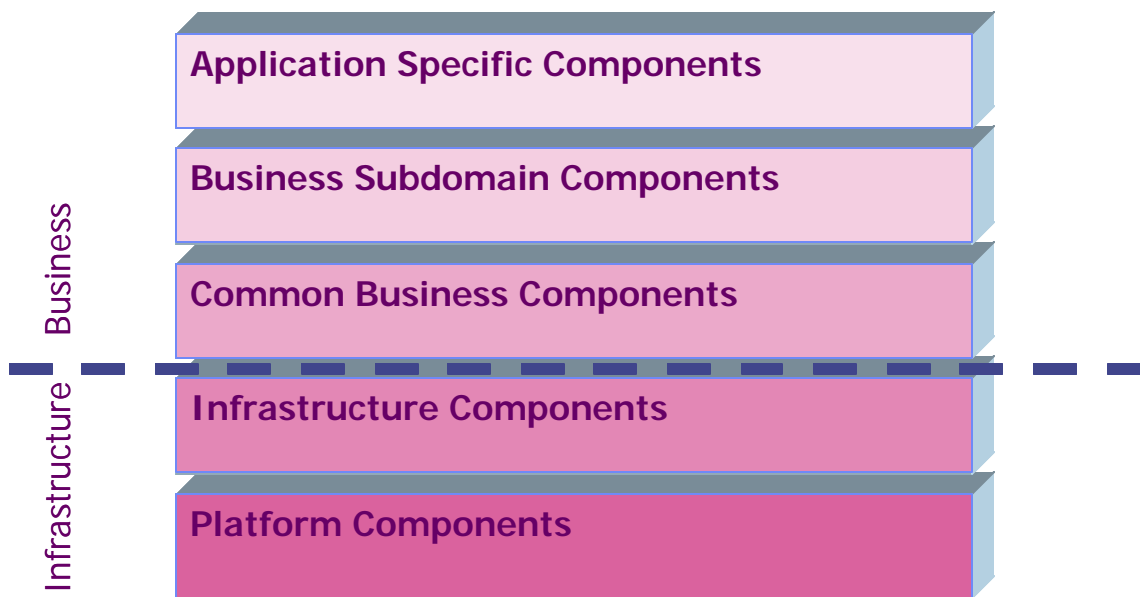 Application Specific Components
Business Subdomain Components
Business
Common Business Components
Infrastructure Components
Infrastructure
Platform Components